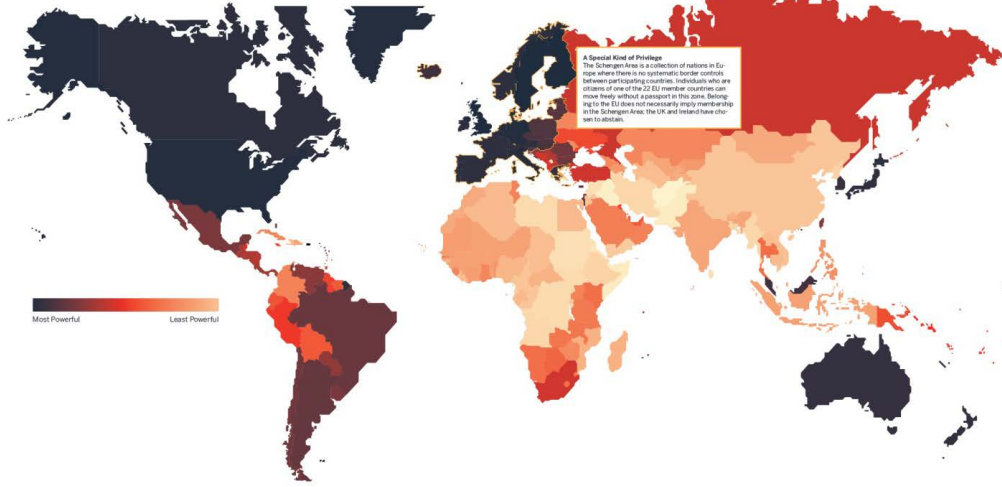 A Special Kind of Privilege
The Schengen Area is a collection of nations in Eu-
rope where there is no systematic border controls
between participating countries. Individuals who are
citizens of one of the 22 EU member countries can
move freely without a passport in this zone. Belong-
ing to the EU does not necessarily imply membership
in the Schengen Area; the UK and Ireland have cho-
sen to abstain.
Most Powerful
Least Powerful